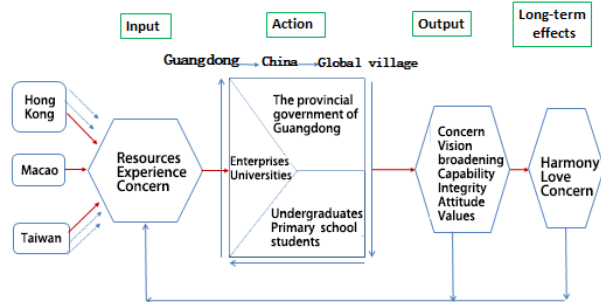 Input
Action
Output
Long-term
effects
Guangdong China Global village
Hong
Kong
Macao
Taiwan
Resources
Experience
Concern
Enterprises
Universities
The provincial
government of
Guangdong
Undergraduates
Primary school
students
Concern
Vision
broadening
Capability
Integrity
Attitude
Values
Harmony
Love
Concern